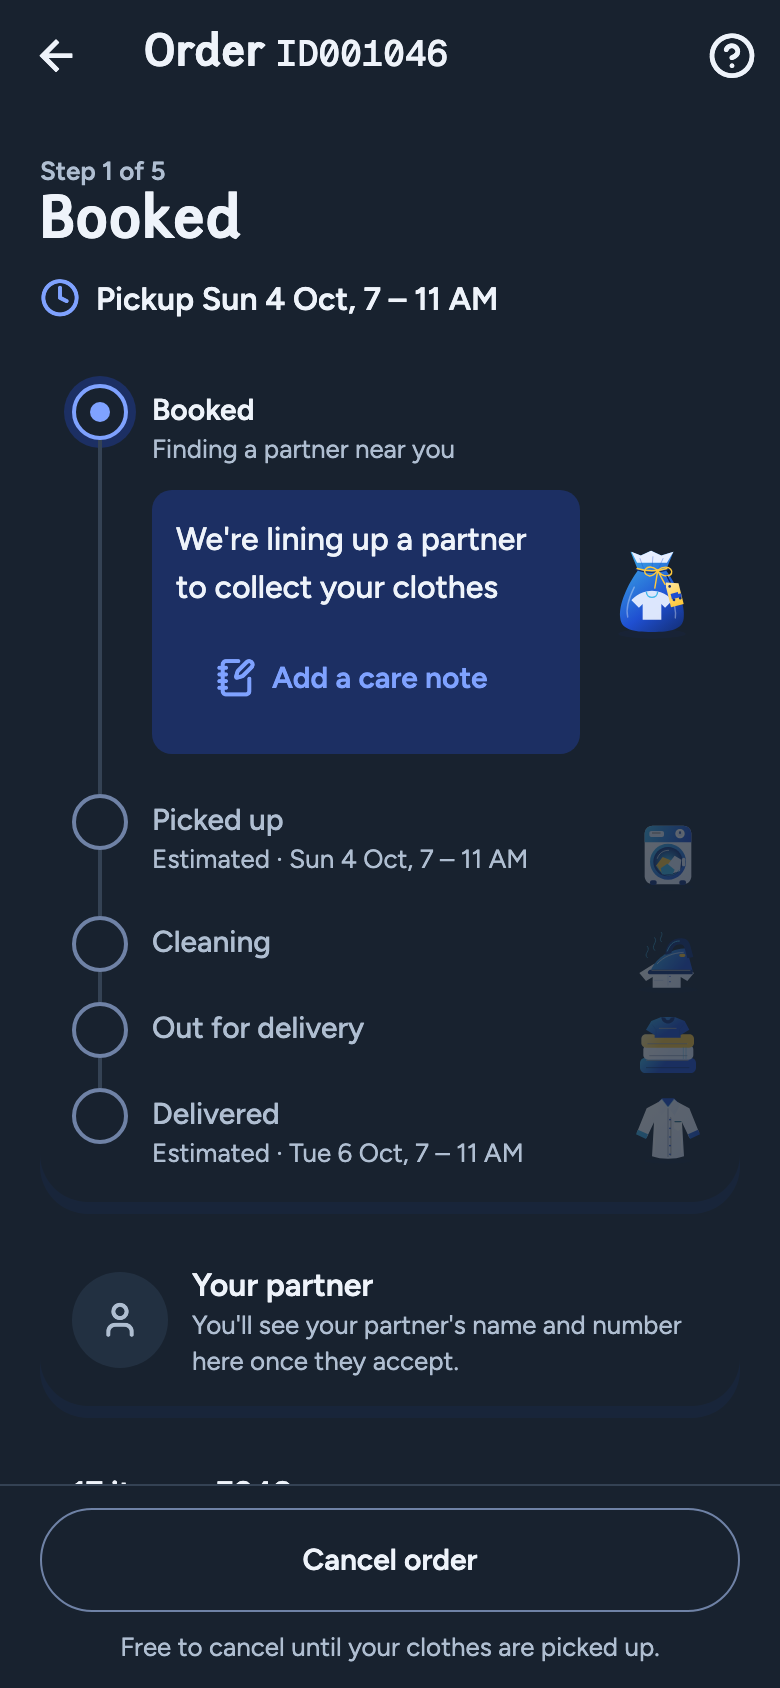 Order ID001046
Step 1 of 5
Booked
Pickup Sun 4 Oct, 7 – 11 AM
Booked
Finding a partner near you
We're lining up a partner
to collect your clothes
Add a care note
Picked up
Estimated · Sun 4 Oct, 7 – 11 AM
Cleaning
Out for delivery
Delivered
Estimated · Tue 6 Oct, 7 – 11 AM
Your partner
You'll see your partner's name and number
here once they accept.
Cancel order
Free to cancel until your clothes are picked up.